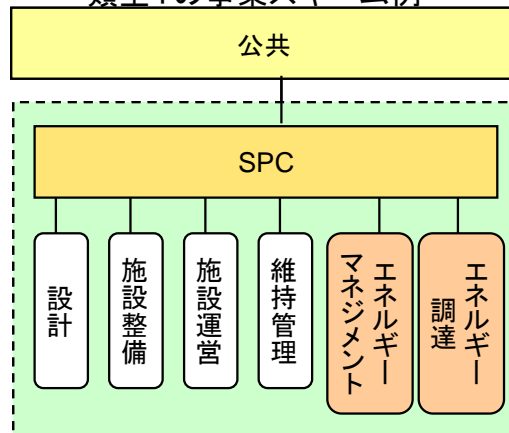 類型1の事業スキーム例
公共
SPC
設計
施設整備
施設運営
維持管理
エネルギー
マネジメント
エネルギー
調達